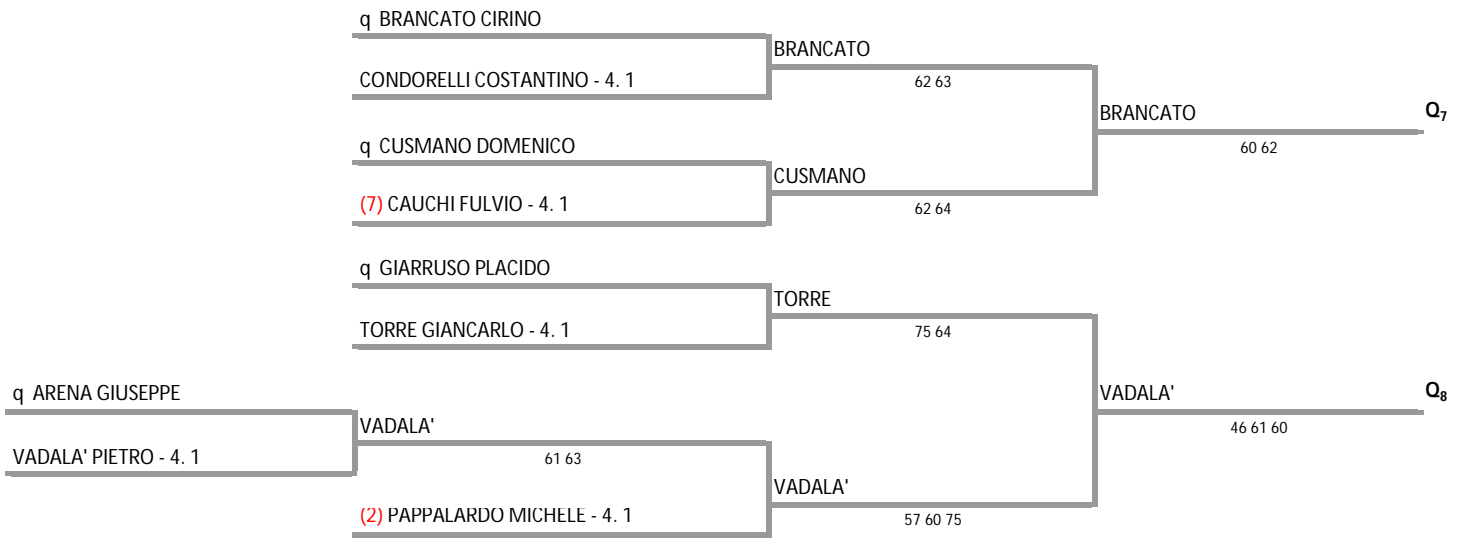 q BRANCATO CIRINO
BRANCATO
CONDORELLI COSTANTINO - 4. 1
62 63
BRANCATO
Q7
q CUSMANO DOMENICO
60 62
CUSMANO
(7) CAUCHI FULVIO - 4. 1
62 64
q GIARRUSO PLACIDO
TORRE
TORRE GIANCARLO - 4. 1
75 64
q ARENA GIUSEPPE
VADALA'
Q8
VADALA'
46 61 60
VADALA' PIETRO - 4. 1
61 63
VADALA'
(2) PAPPALARDO MICHELE - 4. 1
57 60 75